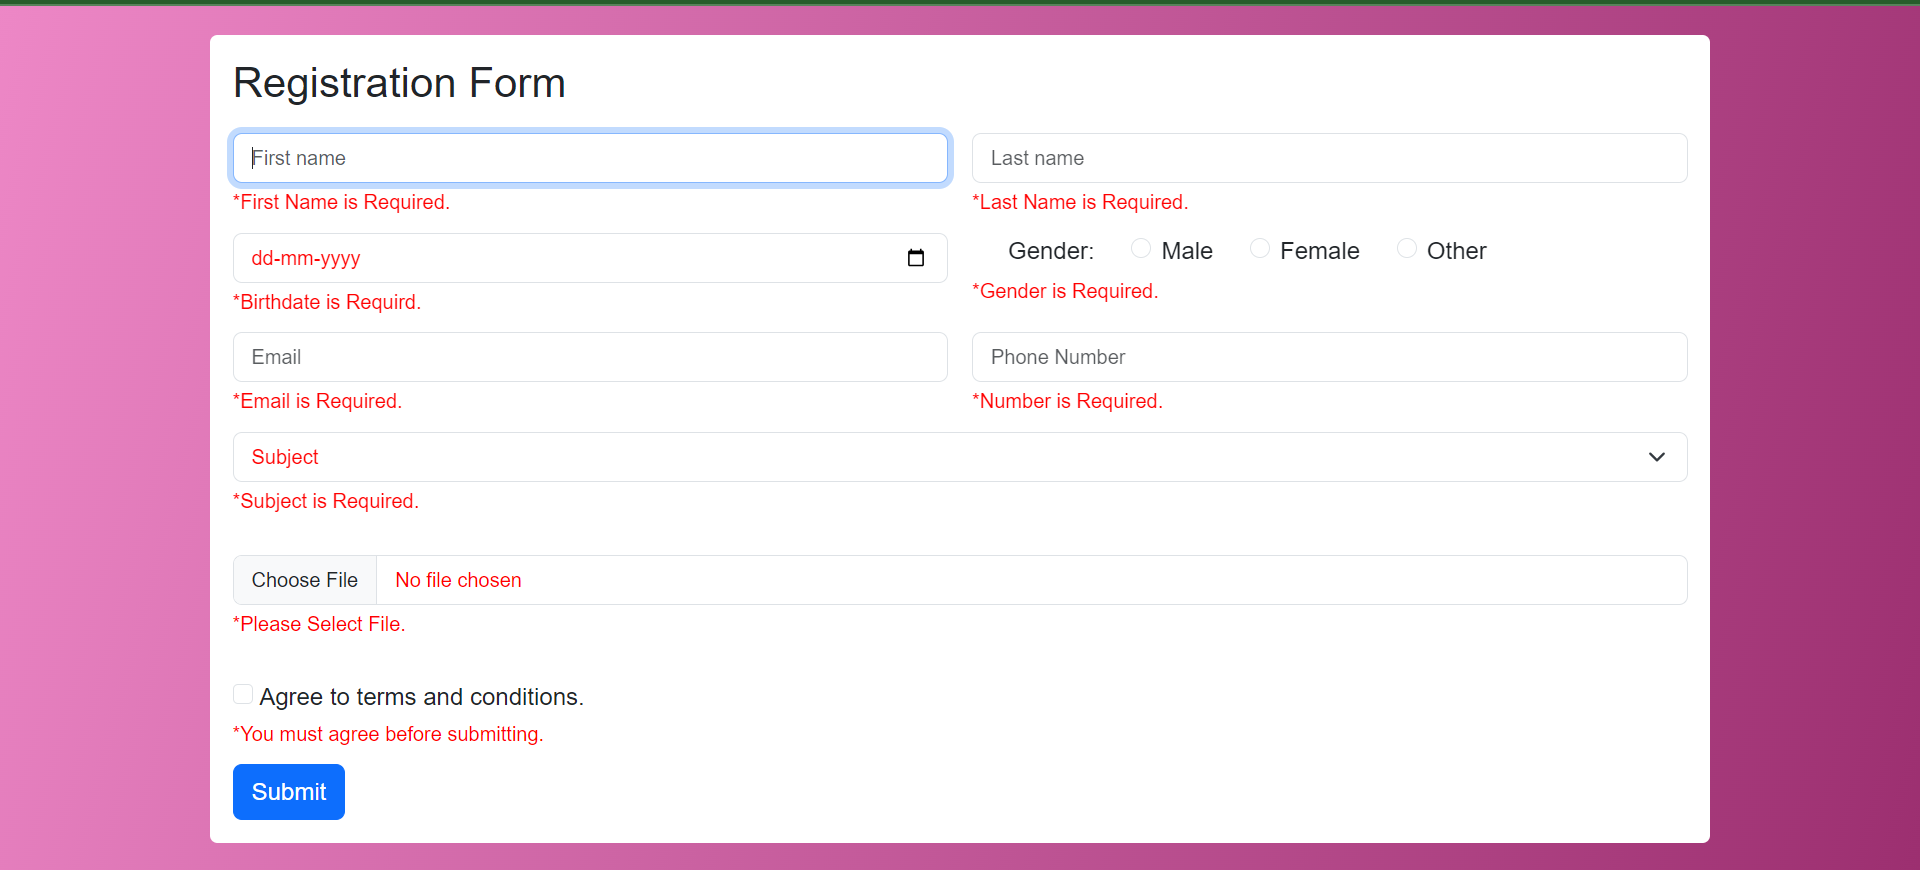 Registration Form
First name
Last name
*First Name is Required.
*Last Name is Required.
dd-mm-yyyy
Gender: Male Female Other
*Birthdate is Requird.
*Gender is Required.
Email
Phone Number
*Email is Required.
*Number is Required.
Subject
*Subject is Required.
Choose File No file chosen
*Please Select File.
Agree to terms and conditions.
*You must agree before submitting.
Submit